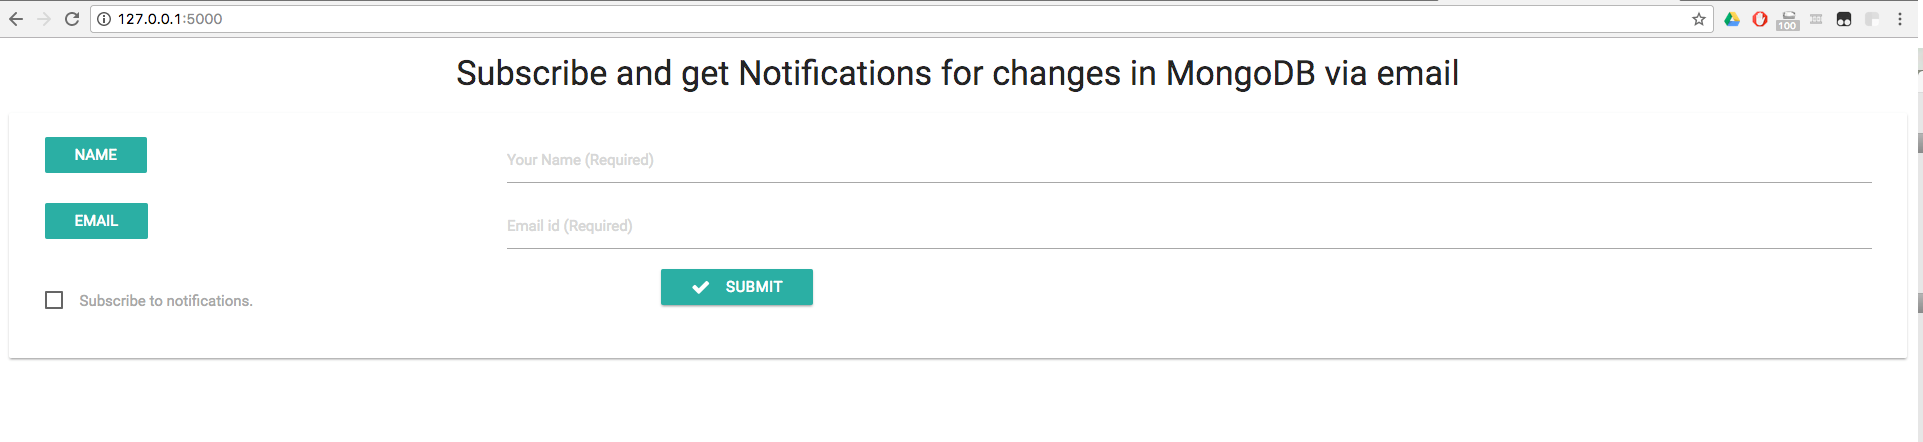 127.0.0.1:5000
100
Subscribe and get Notifications for changes in MongoDB via email
NAME
Your Name (Required)
EMAIL
Email id (Required)
SUBMIT
Subscribe to notifications.